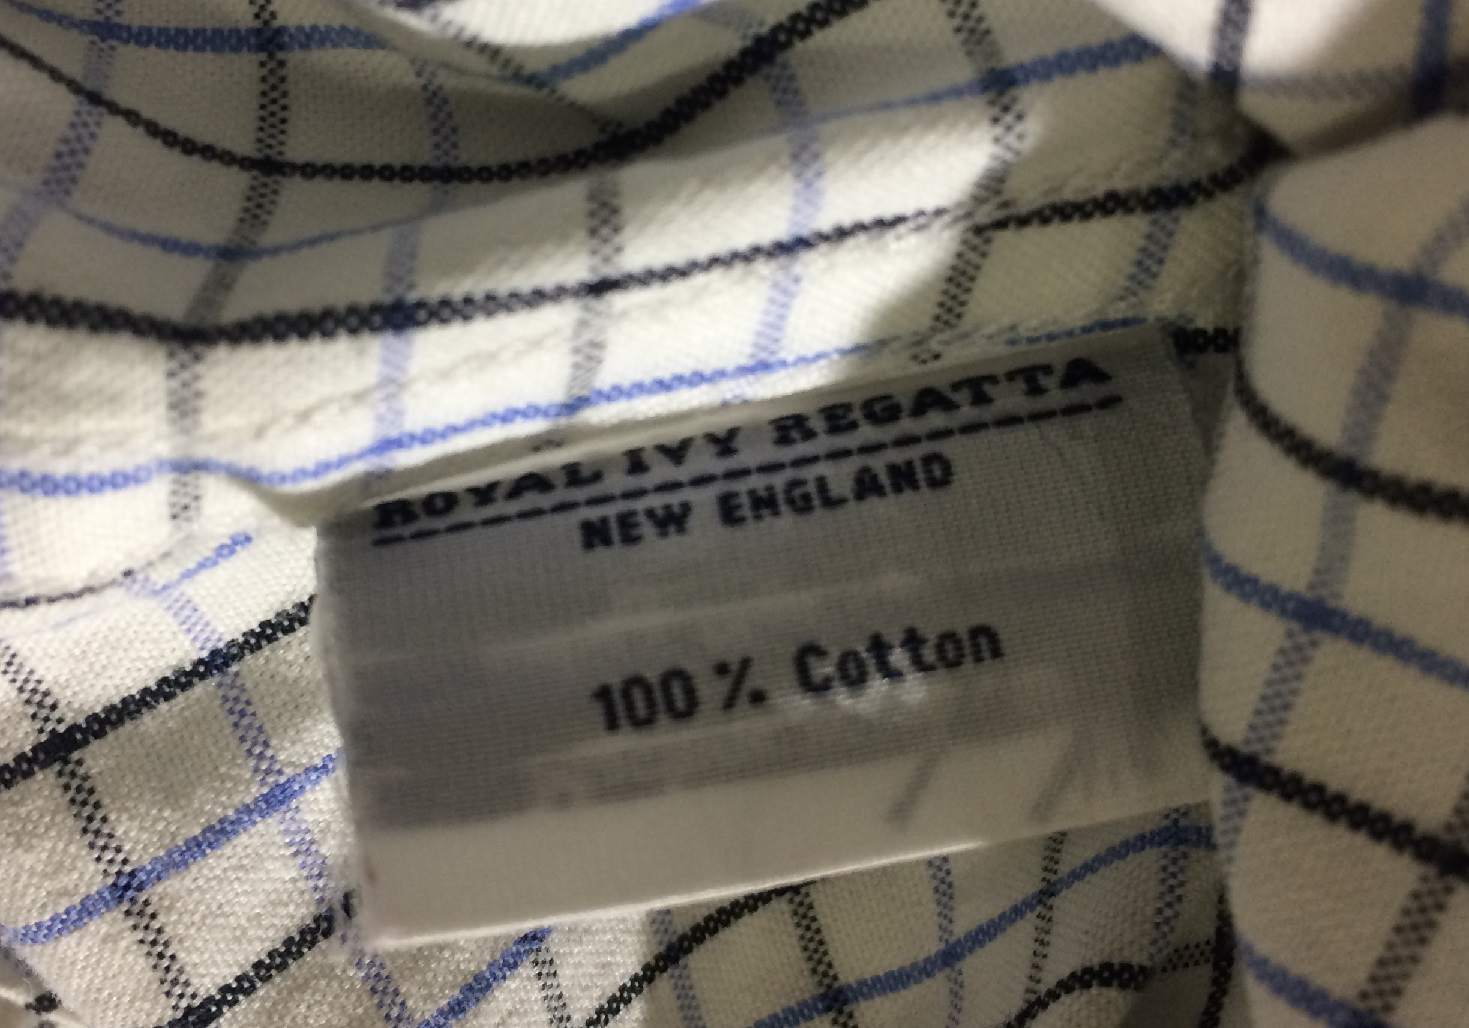 ROYAL IVY REGATTA
NEW ENGLAND
100 % Cotton